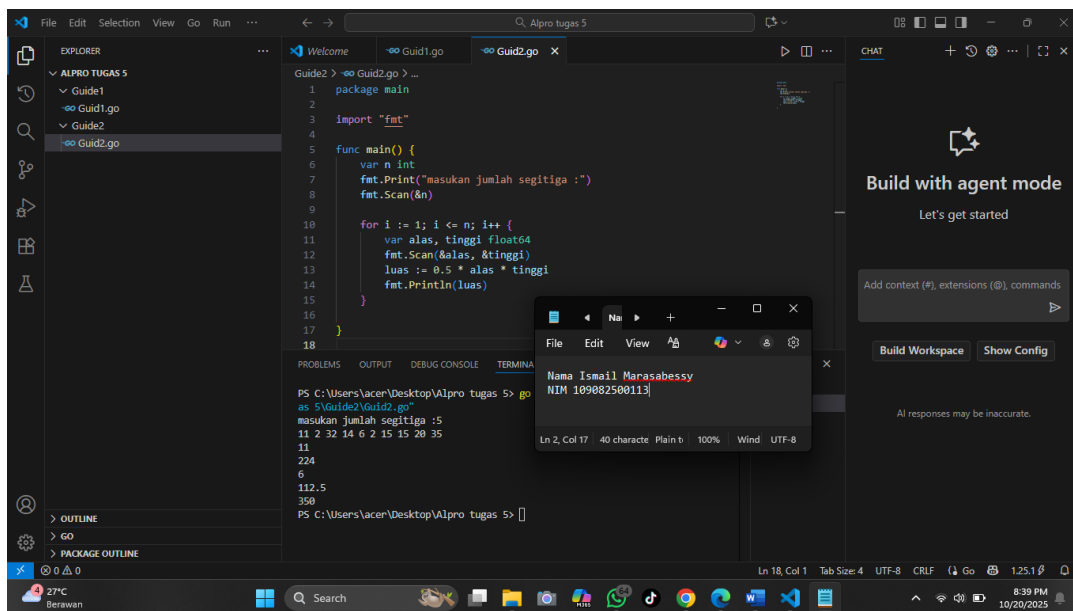 File Edit Selection View Go Run ···
Alpro tugas 5
EXPLORER ···
ALPRO TUGAS 5
Guide1
Guid1.go
Guide2
Guid2.go
OUTLINE
GO
PACKAGE OUTLINE
Welcome Guid1.go Guid2.go
Guide2 > Guid2.go > ...
1 package main
2
3 import "fmt"
4
5 func main() {
6 var n int
7 fmt.Print("masukan jumlah segitiga :")
8 fmt.Scan(&n)
9
10 for i := 1; i <= n; i++ {
11 var alas, tinggi float64
12 fmt.Scan(&alas, &tinggi)
13 luas := 0.5 * alas * tinggi
14 fmt.Println(luas)
15 }
16
17 }
18
PROBLEMS OUTPUT DEBUG CONSOLE
PS C:\Users\acer\Desktop\Alpro tugas 5> go
as 5\Guide2\Guid2.go"
masukan jumlah segitiga :5
11 2 32 14 6 2 15 15 20 35
11
224
6
112.5
350
PS C:\Users\acer\Desktop\Alpro tugas 5>
File Edit View
Nama Ismail Marasabessy
NIM 109082500113
Ln 2, Col 17 40 characte Plain t 100% Wind UTF-8
CHAT
Build with agent mode
Let's get started
Add context (#), extensions (@), commands
Build Workspace Show Config
AI responses may be inaccurate.
0 0 Ln 18, Col 1 Tab Size: 4 UTF-8 CRLF Go 1.25.1
4
27°C
Berawan
Search
M365
64
8:39 PM
10/20/2025